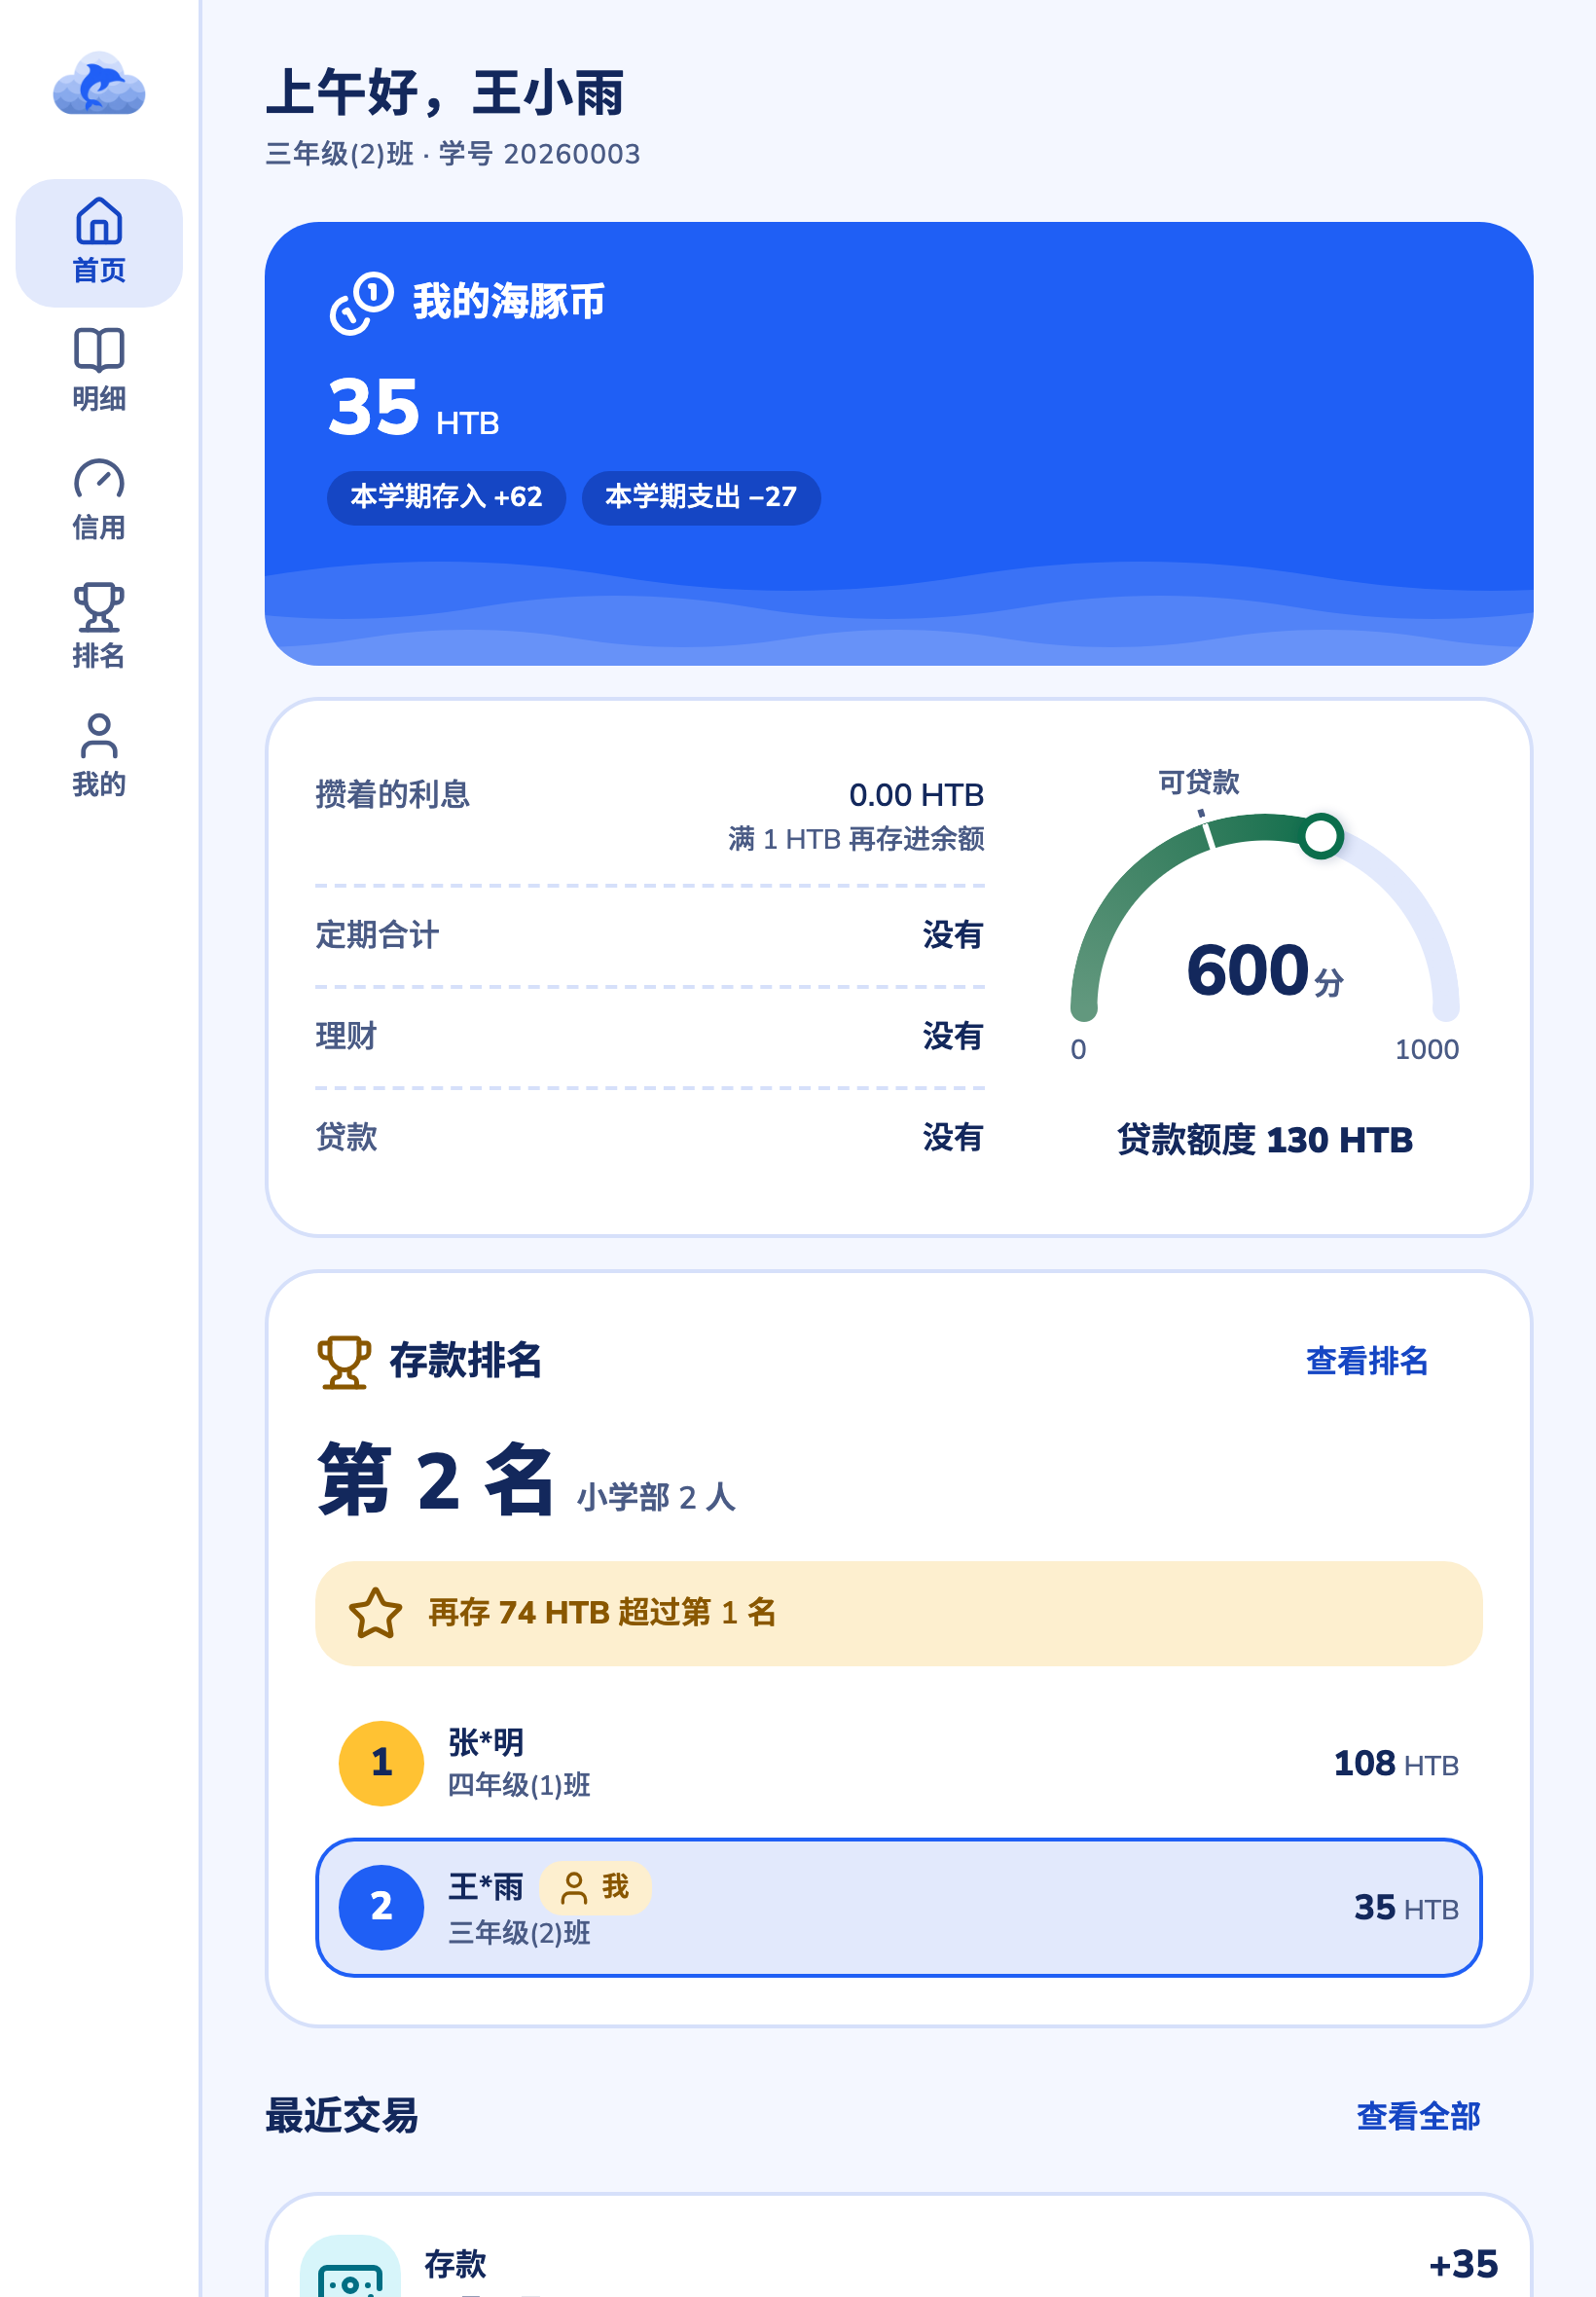 上午好，王小雨
三年级(2)班 · 学号 20260003
首页
明细
信用
排名
我的
我的海豚币
35 HTB
本学期存入 +62
本学期支出 −27
攒着的利息
0.00 HTB
满 1 HTB 再存进余额
定期合计
没有
理财
没有
贷款
没有
可贷款
600分
0
1000
贷款额度 130 HTB
存款排名
查看排名
第 2 名 小学部 2 人
再存 74 HTB 超过第 1 名
1
张*明
四年级(1)班
108 HTB
2
王*雨
我
三年级(2)班
35 HTB
最近交易
查看全部
存款
+35